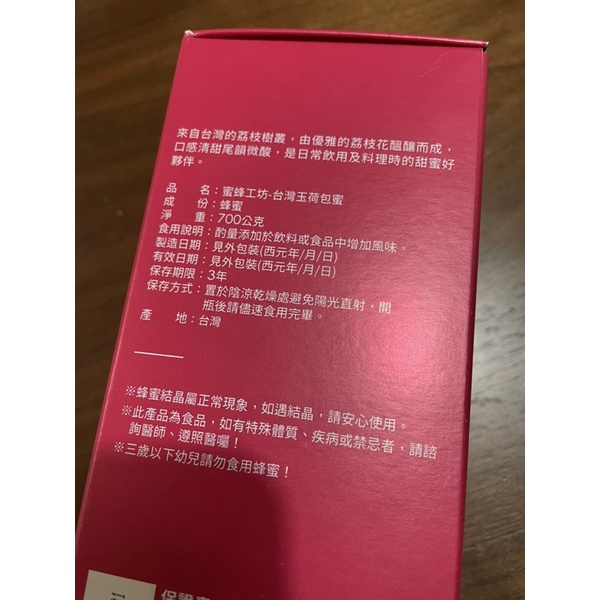 來自台灣的荔枝樹叢，由優雅的荔枝花醞釀而成，
口感清甜尾韻微酸，是日常飲用及料理時的甜蜜好
夥伴。
品　　名：蜜蜂工坊-台灣玉荷包蜜
成　　份：蜂蜜
淨　　重：700公克
食用說明：酌量添加於飲料或食品中增加風味。
製造日期：見外包裝(西元年/月/日)
有效日期：見外包裝(西元年/月/日)
保存期限：3年
保存方式：置於陰涼乾燥處避免陽光直射，開
瓶後請儘速食用完畢。
產　　地：台灣
※蜂蜜結晶屬正常現象，如遇結晶，請安心使用。
※此產品為食品，如有特殊體質、疾病或禁忌者，請諮
詢醫師、遵照醫囑！
※三歲以下幼兒請勿食用蜂蜜！
保證責